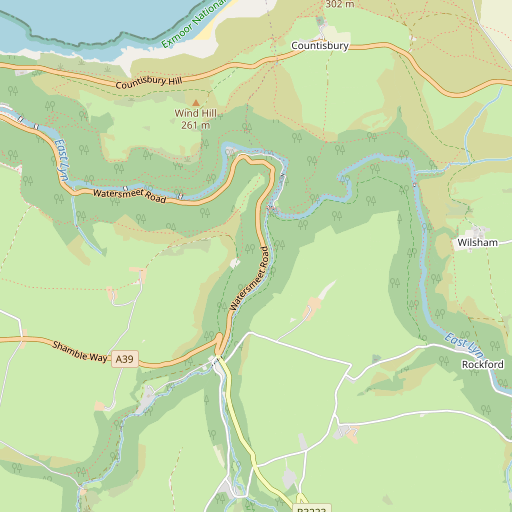 302 m
Exmoor National
Countisbury
Countisbury Hill
Wind Hill
261 m
East Lyn
Watersmeet Road
Wilsham
Watersmeet Road
East Lyn
Shamble Way
A39
Rockford
B3223